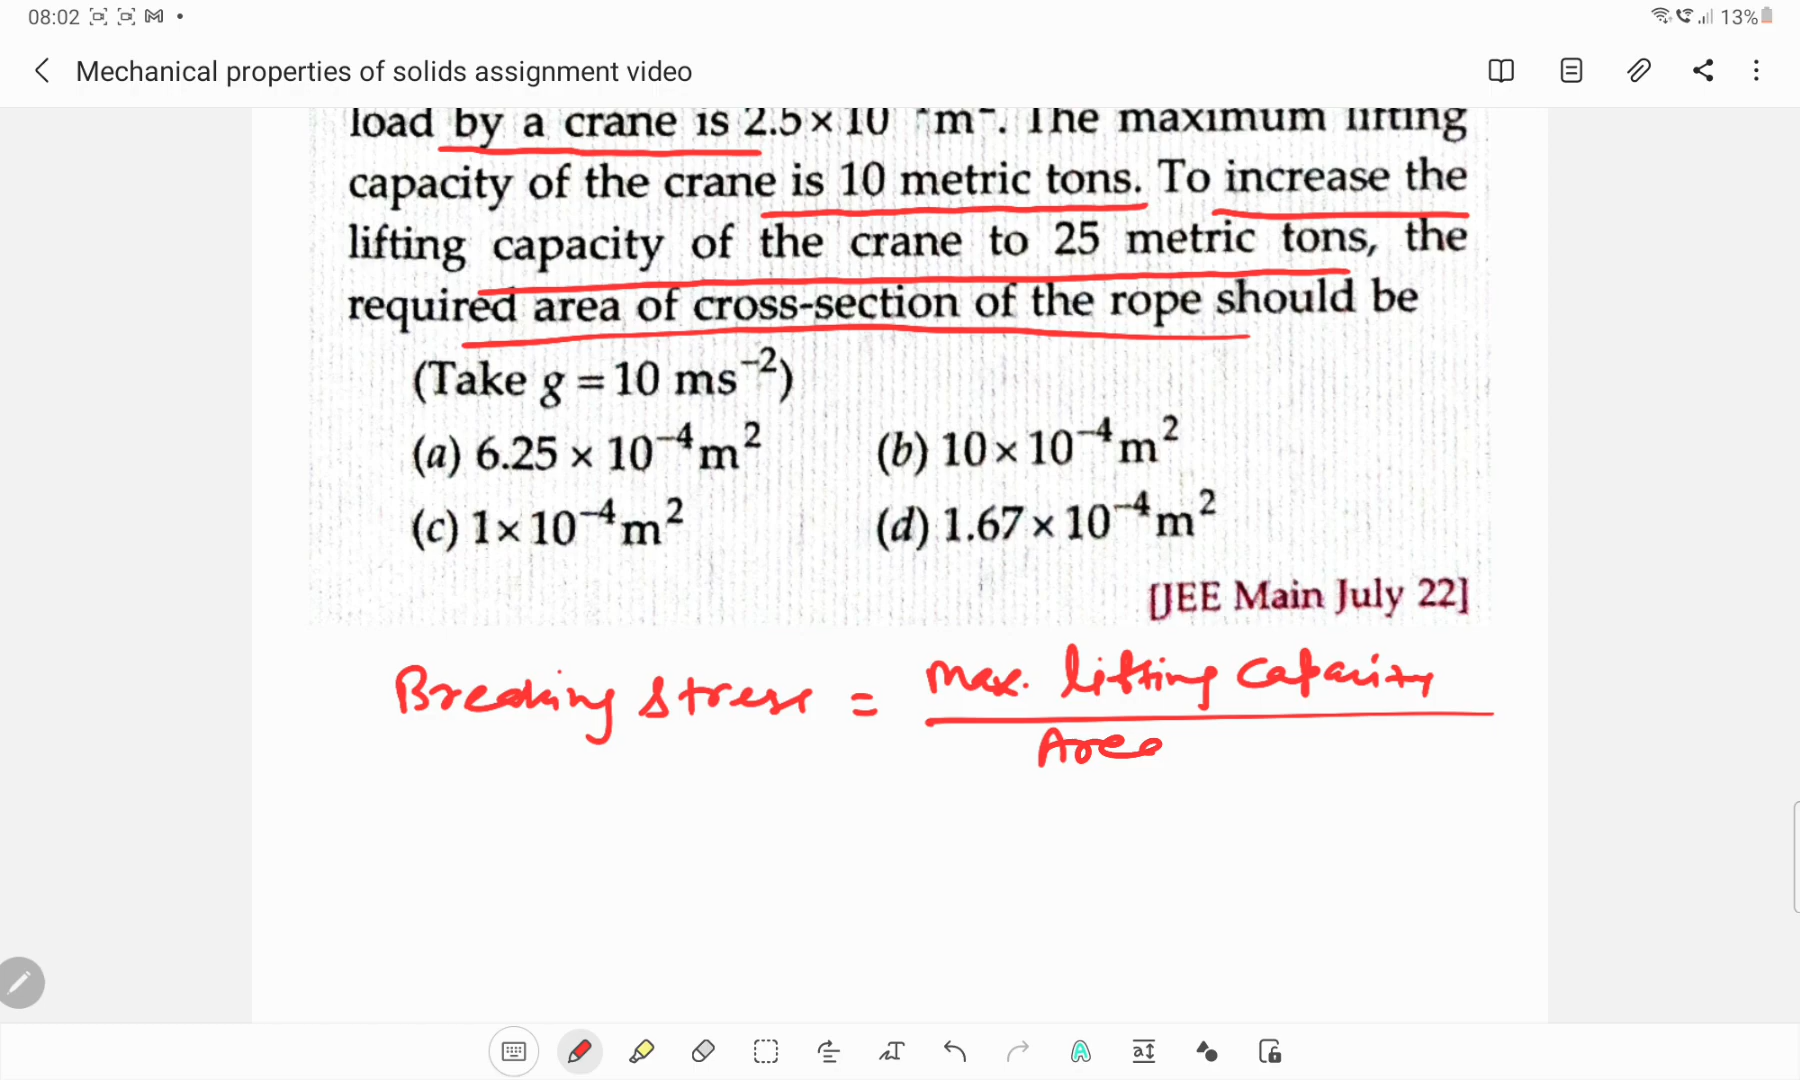 08:02
13%
Mechanical properties of solids assignment video
load by a crane is 2.5 × 10 m². The maximum lifting
capacity of the crane is 10 metric tons. To increase the
lifting capacity of the crane to 25 metric tons, the
required area of cross-section of the rope should be
(Take g = 10 ms⁻²)
(a) 6.25 × 10⁻⁴ m² (b) 10 × 10⁻⁴ m²
(c) 1 × 10⁻⁴ m² (d) 1.67 × 10⁻⁴ m²
[JEE Main July 22]
Breaking stress = Max. lifting capacity
Area